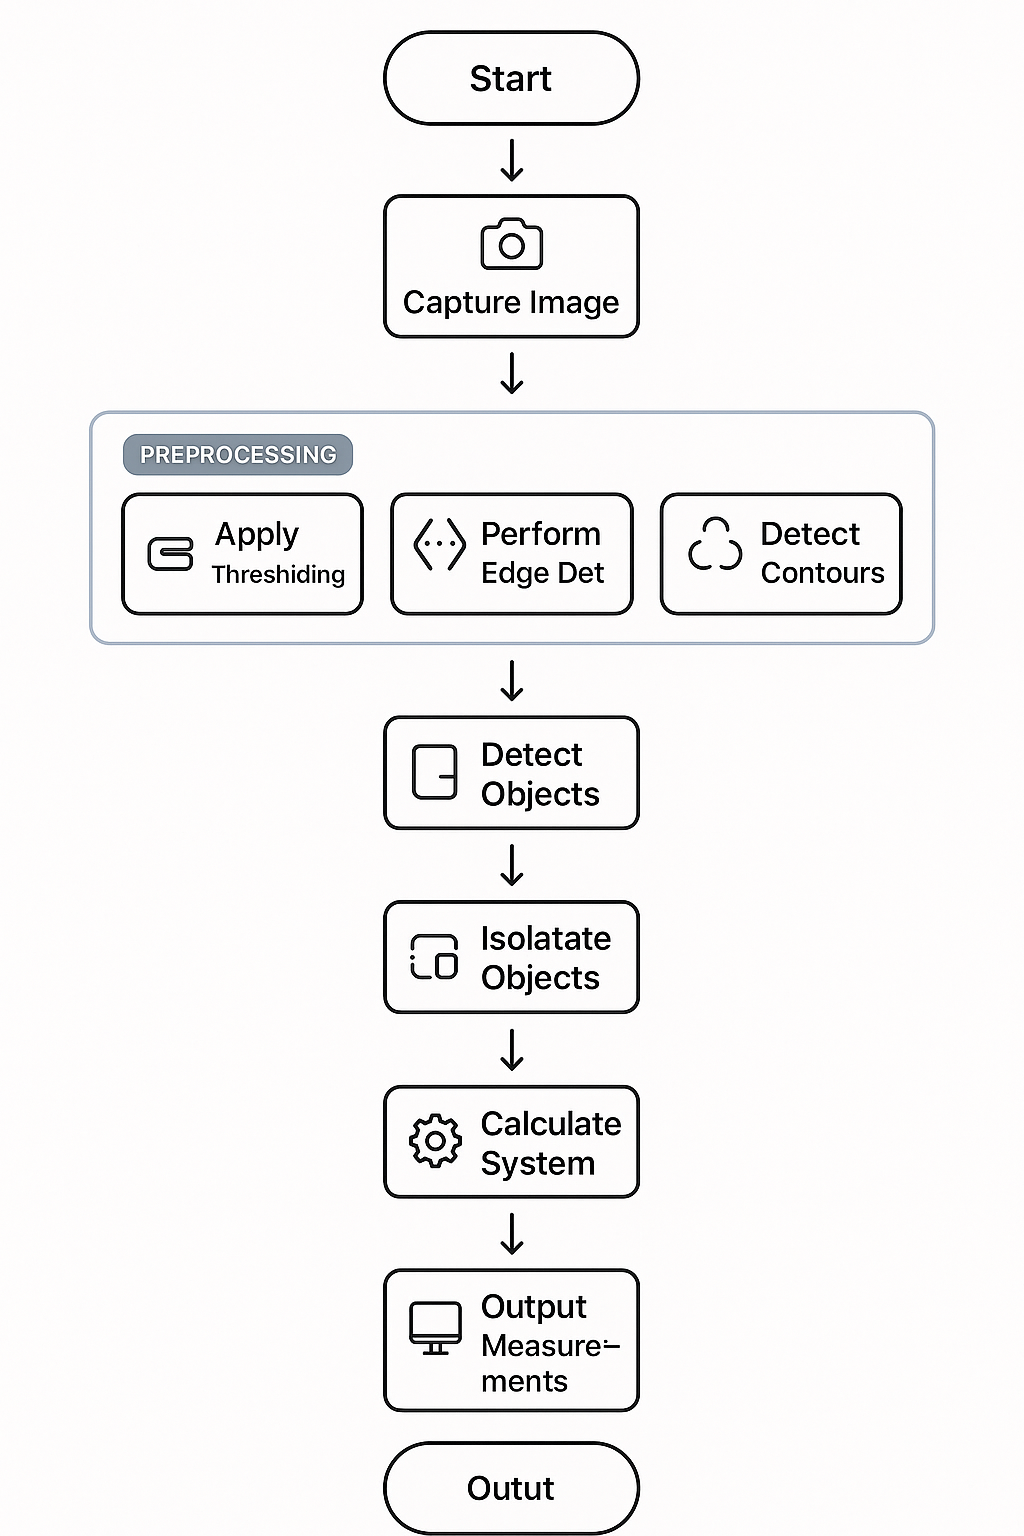 Start
Capture Image
PREPROCESSING
Apply
Threshiding
Perform
Edge Det
Detect
Contours
Detect
Objects
Isolatate
Objects
Calculate
System
Output
Measure-
ments
Outut